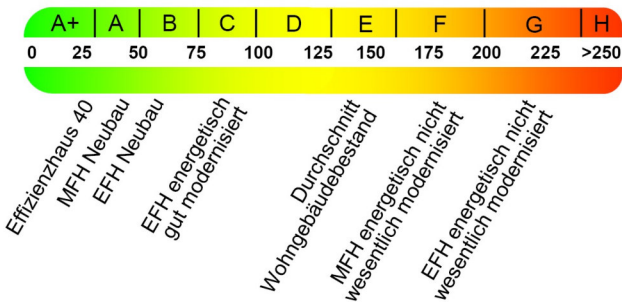 A+ A B C D E F G H
0 25 50 75 100 125 150 175 200 225 >250
Effizienzhaus 40
MFH Neubau
EFH Neubau
EFH energetisch
gut modernisiert
Durchschnitt
Wohngebäudebestand
MFH energetisch nicht
wesentlich modernisiert
EFH energetisch nicht
wesentlich modernisiert